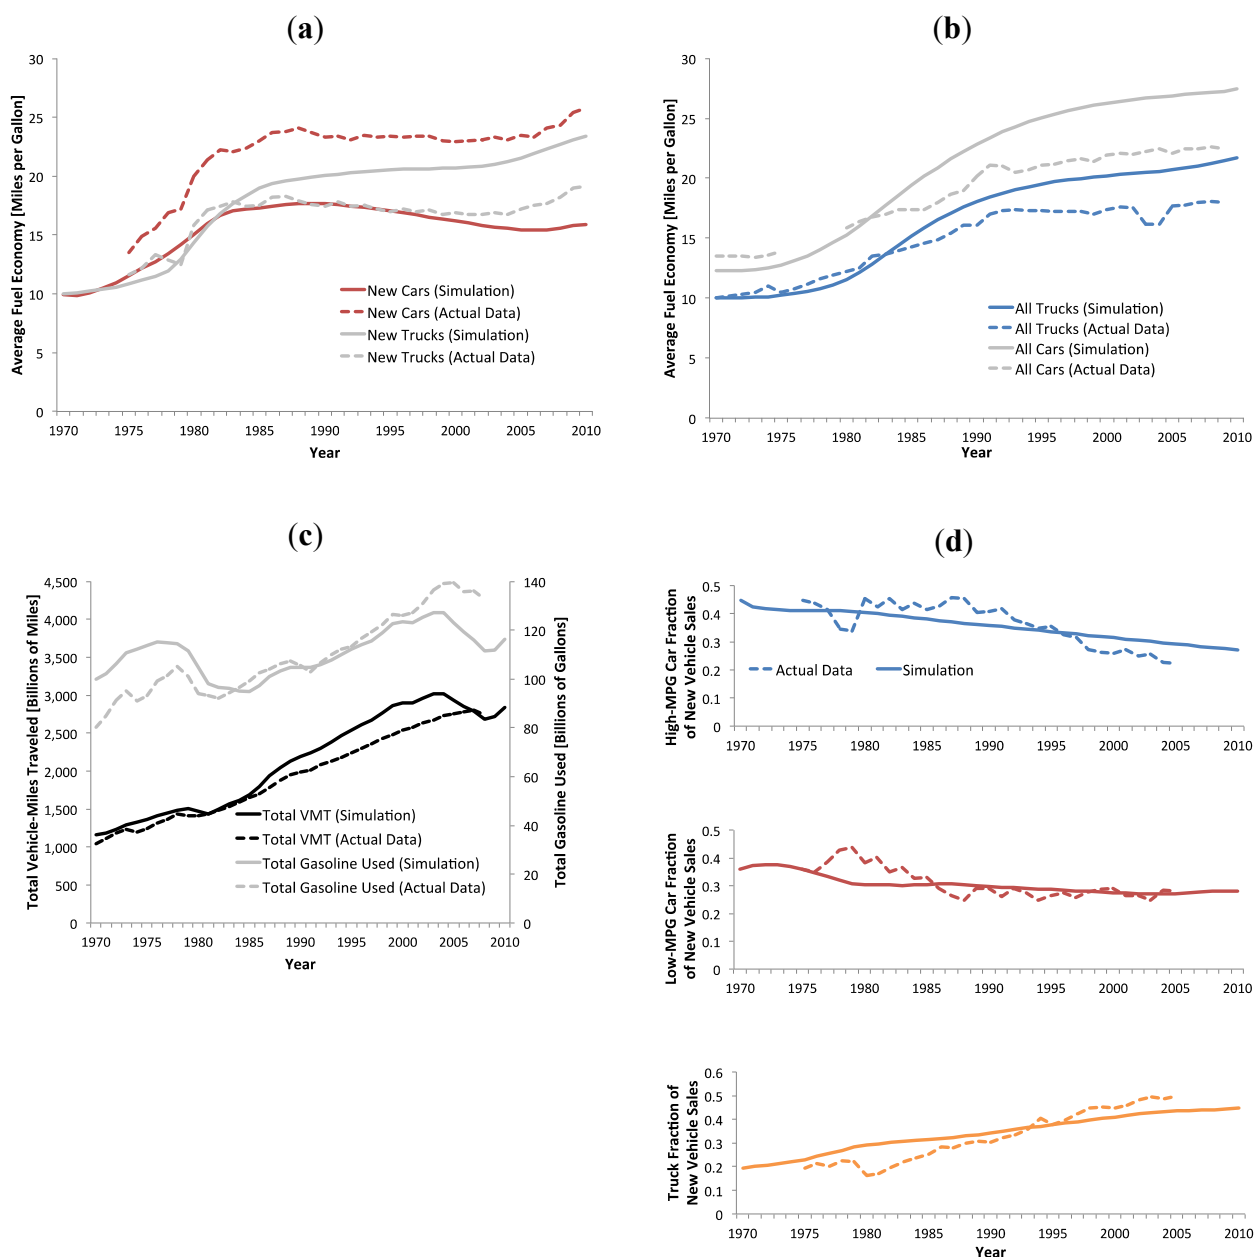 (a)
Average Fuel Economy [Miles per Gallon]
30
25
20
15
10
5
0
New Cars (Simulation)
New Cars (Actual Data)
New Trucks (Simulation)
New Trucks (Actual Data)
1970 1975 1980 1985 1990 1995 2000 2005 2010
Year
(b)
Average Fuel Economy [Miles per Gallon]
30
25
20
15
10
5
0
All Trucks (Simulation)
All Trucks (Actual Data)
All Cars (Simulation)
All Cars (Actual Data)
1970 1975 1980 1985 1990 1995 2000 2005 2010
Year
(c)
Total Vehicle-Miles Traveled [Billions of Miles]
4,500
4,000
3,500
3,000
2,500
2,000
1,500
1,000
500
0
Total VMT (Simulation)
Total VMT (Actual Data)
Total Gasoline Used (Simulation)
Total Gasoline Used (Actual Data)
140
120
100
80
60
40
20
0
Total Gasoline Used [Billions of Gallons]
1970 1975 1980 1985 1990 1995 2000 2005 2010
Year
(d)
High-MPG Car Fraction
of New Vehicle Sales
0.5
0.4
0.3
0.2
0.1
0
Actual Data Simulation
1970 1975 1980 1985 1990 1995 2000 2005 2010
Low-MPG Car Fraction
of New Vehicle Sales
0.5
0.4
0.3
0.2
0.1
0
1970 1975 1980 1985 1990 1995 2000 2005 2010
Truck Fraction of
New Vehicle Sales
0.6
0.5
0.4
0.3
0.2
0.1
0
1970 1975 1980 1985 1990 1995 2000 2005 2010
Year